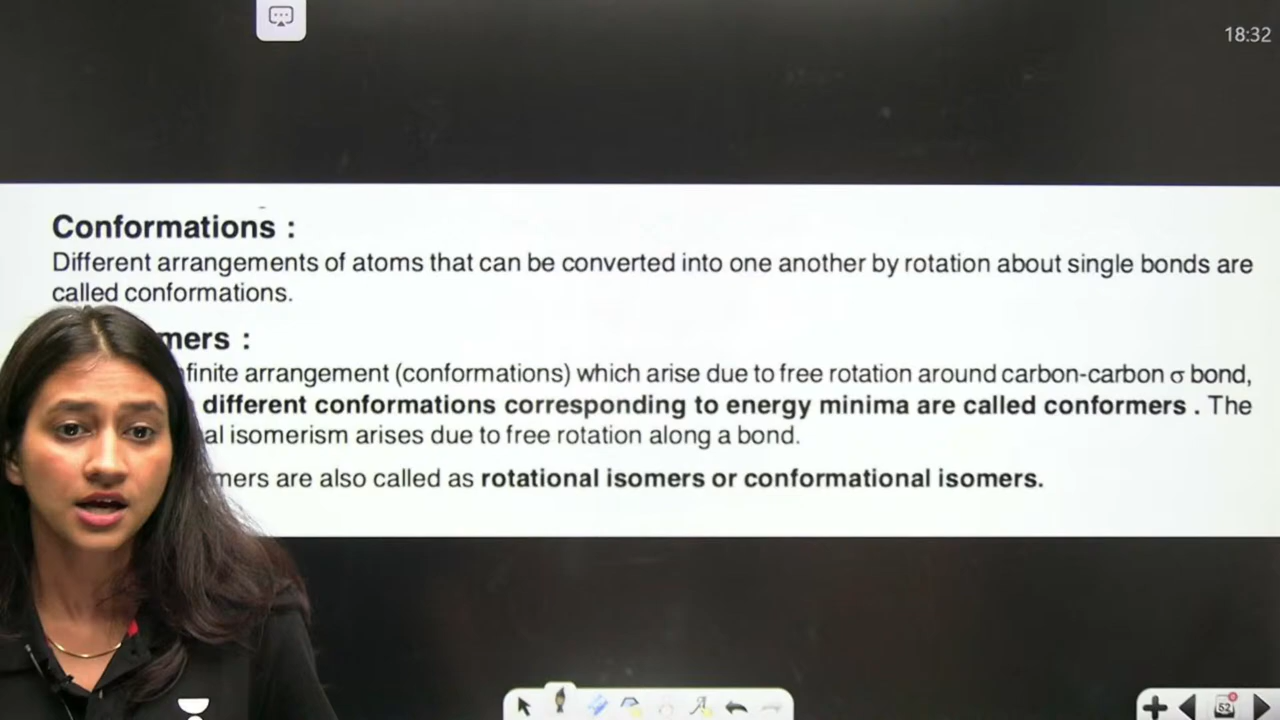 18:32
Conformations :
Different arrangements of atoms that can be converted into one another by rotation about single bonds are
called conformations.
mers :
finite arrangement (conformations) which arise due to free rotation around carbon-carbon σ bond,
different conformations corresponding to energy minima are called conformers . The
al isomerism arises due to free rotation along a bond.
mers are also called as rotational isomers or conformational isomers.
52